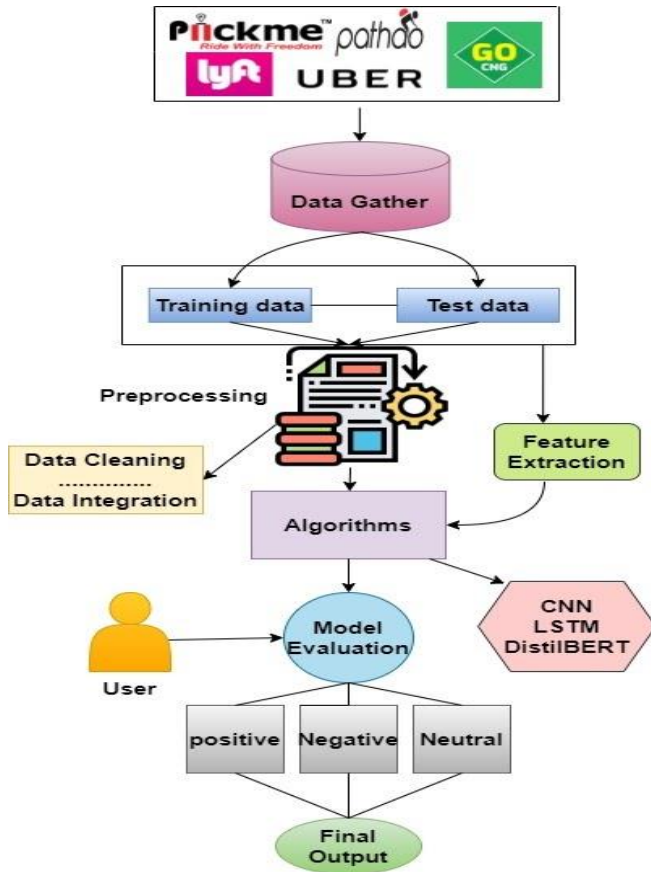 Piickme™ pathao
Ride With Freedom
GO
CNG
lyft UBER
Data Gather
Training data
Test data
Preprocessing
Data Cleaning
..............
Data Integration
Feature
Extraction
Algorithms
CNN
LSTM
DistilBERT
Model
Evaluation
User
positive
Negative
Neutral
Final
Output